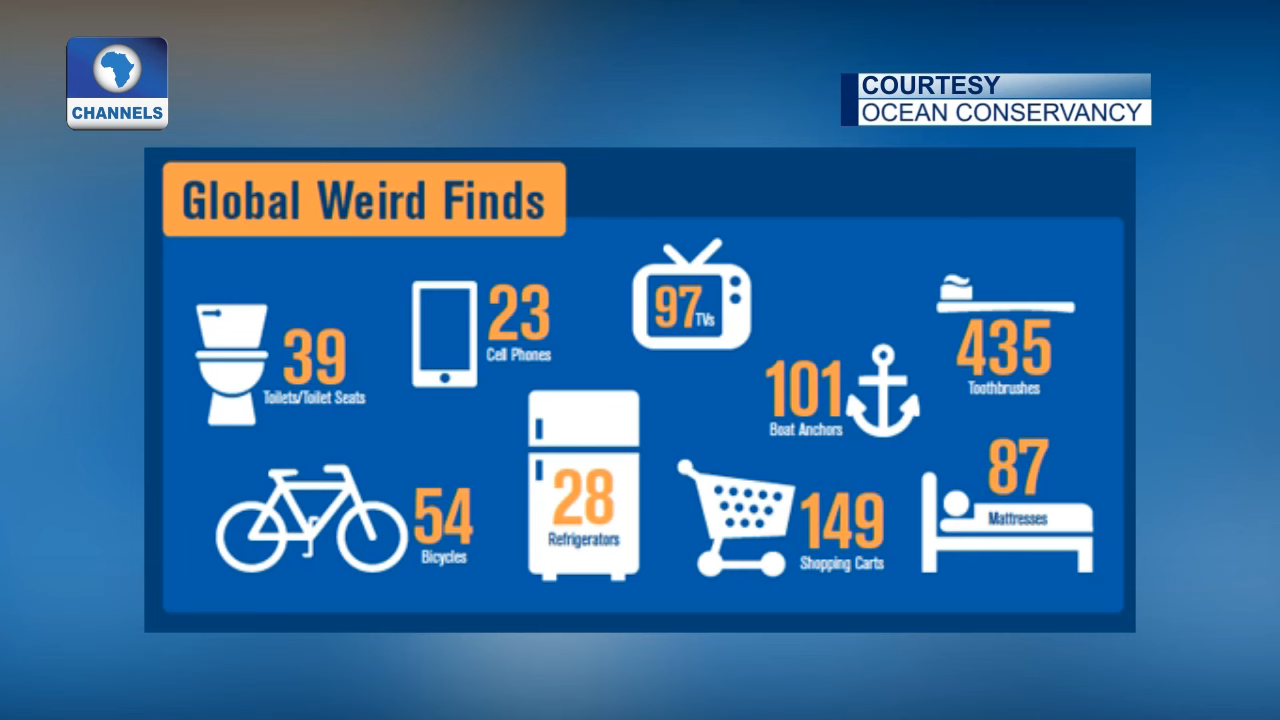 CHANNELS
COURTESY
OCEAN CONSERVANCY
Global Weird Finds
39
Toilets/Toilet Seats
23
Cell Phones
97 TVs
101
Boat Anchors
435
Toothbrushes
54
Bicycles
28
Refrigerators
149
Shopping Carts
87
Mattresses